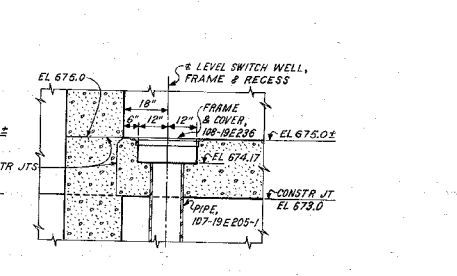 ℄ LEVEL SWITCH WELL,
FRAME & RECESS
EL 675.0
18"
6"
12"
12"
FRAME
& COVER,
108-19E236
EL 675.0±
±
EL 674.17
TR JTS
CONSTR JT
EL 673.0
PIPE,
107-19E205-1